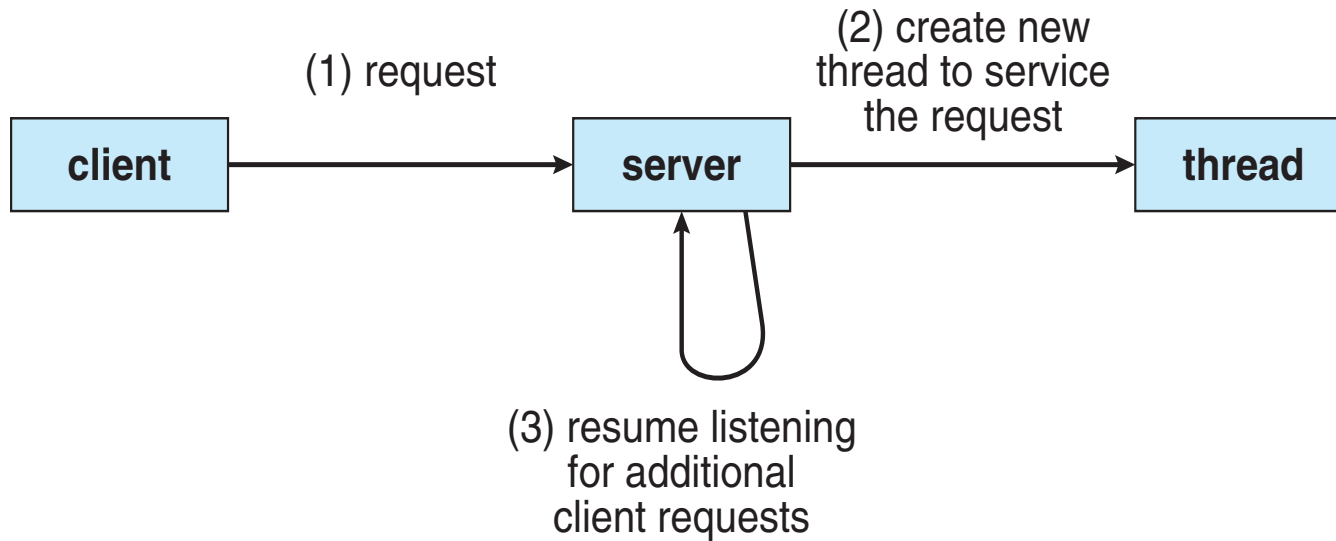 (1) request
(2) create new
thread to service
the request
client
server
thread
(3) resume listening
for additional
client requests